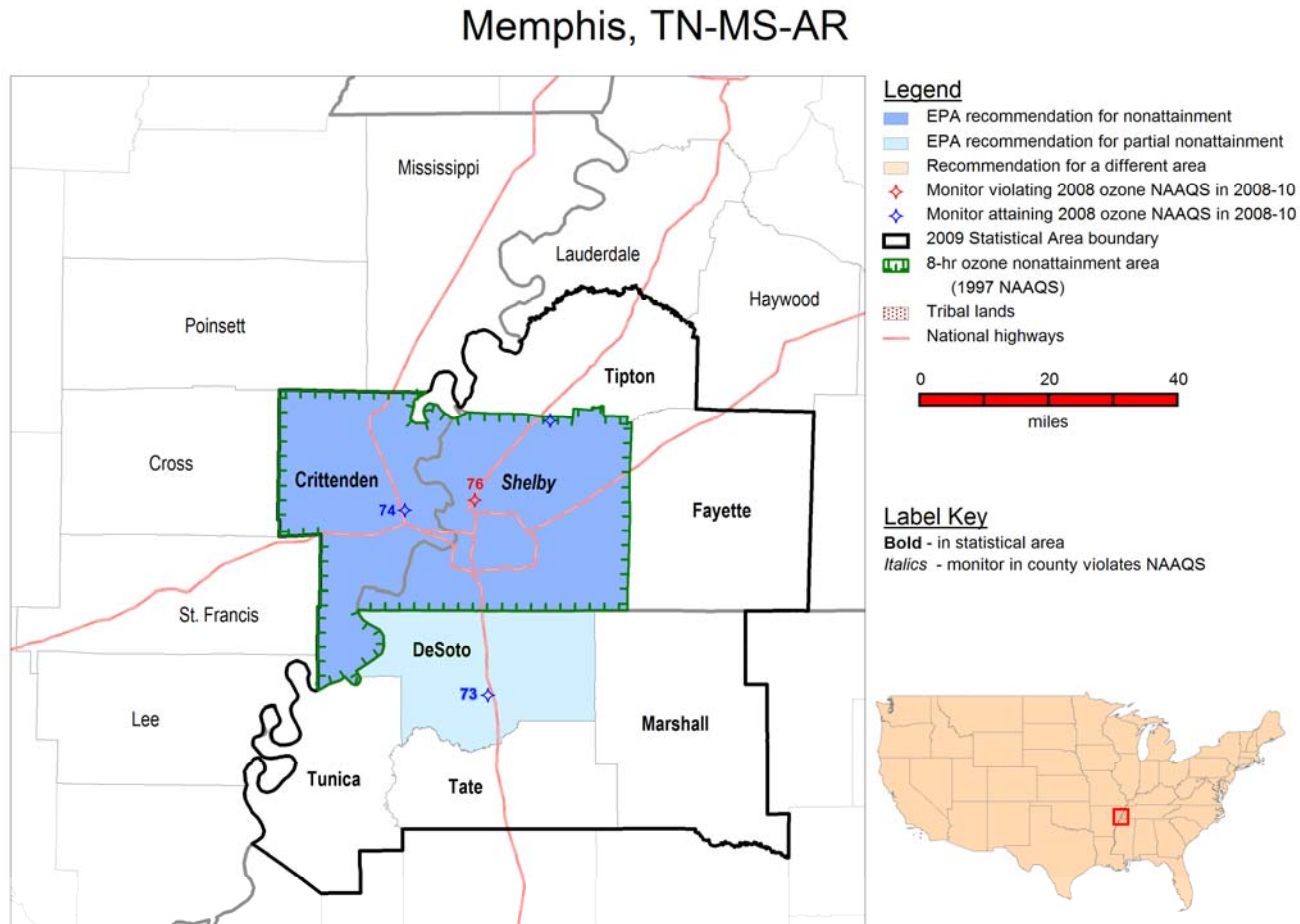 Memphis, TN-MS-AR
Mississippi
Lauderdale
Haywood
Poinsett
Tipton
Cross
Crittenden
76
Shelby
74
Fayette
St. Francis
DeSoto
73
Lee
Marshall
Tunica
Tate
Legend
EPA recommendation for nonattainment
EPA recommendation for partial nonattainment
Recommendation for a different area
Monitor violating 2008 ozone NAAQS in 2008-10
Monitor attaining 2008 ozone NAAQS in 2008-10
2009 Statistical Area boundary
8-hr ozone nonattainment area
(1997 NAAQS)
Tribal lands
National highways
0 20 40
miles
Label Key
Bold - in statistical area
Italics - monitor in county violates NAAQS